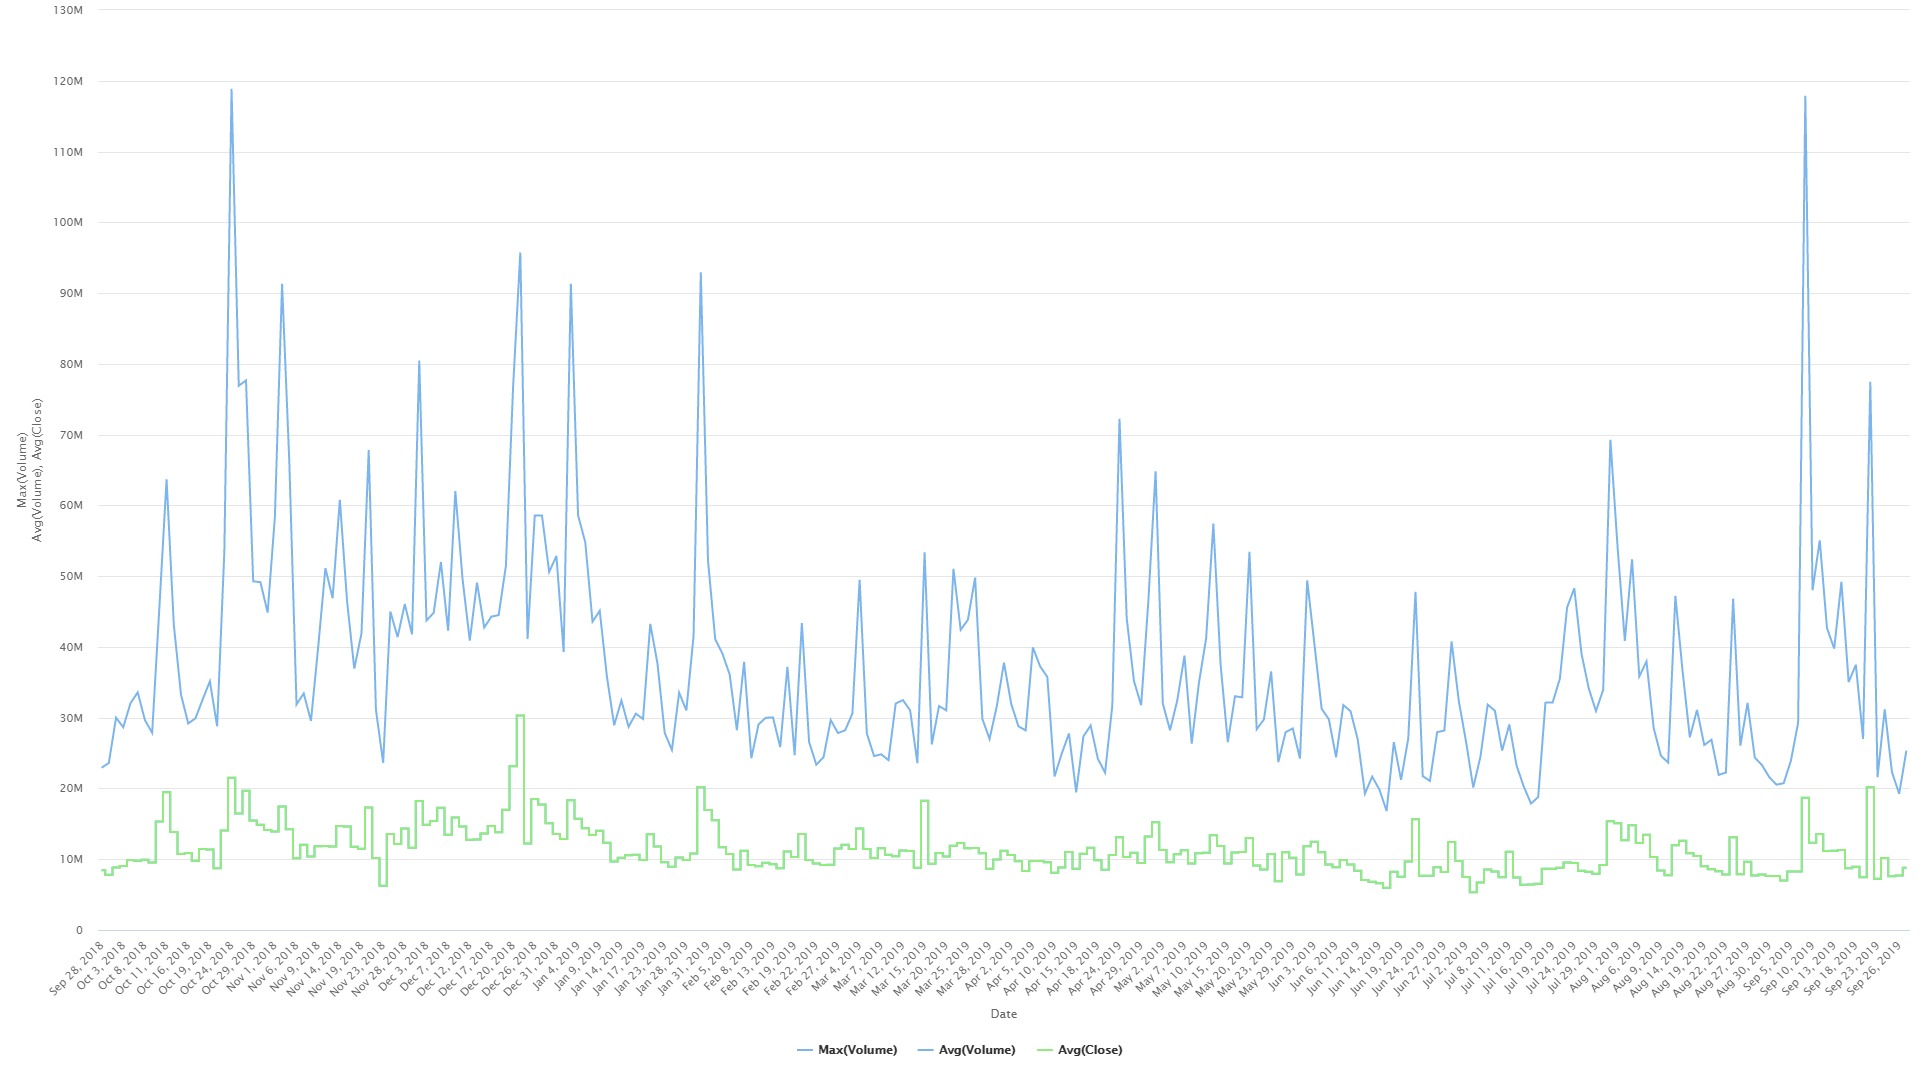 130M
120M
110M
100M
90M
80M
70M
60M
50M
40M
30M
20M
10M
0
Max(Volume)
Avg(Volume), Avg(Close)
Sep 28, 2018
Oct 3, 2018
Oct 8, 2018
Oct 11, 2018
Oct 16, 2018
Oct 19, 2018
Oct 24, 2018
Oct 29, 2018
Nov 1, 2018
Nov 6, 2018
Nov 9, 2018
Nov 14, 2018
Nov 19, 2018
Nov 23, 2018
Nov 28, 2018
Dec 3, 2018
Dec 7, 2018
Dec 12, 2018
Dec 17, 2018
Dec 20, 2018
Dec 26, 2018
Dec 31, 2018
Jan 4, 2019
Jan 9, 2019
Jan 14, 2019
Jan 17, 2019
Jan 23, 2019
Jan 28, 2019
Jan 31, 2019
Feb 5, 2019
Feb 8, 2019
Feb 13, 2019
Feb 19, 2019
Feb 22, 2019
Feb 27, 2019
Mar 4, 2019
Mar 7, 2019
Mar 12, 2019
Mar 15, 2019
Mar 20, 2019
Mar 25, 2019
Mar 28, 2019
Apr 2, 2019
Apr 5, 2019
Apr 10, 2019
Apr 15, 2019
Apr 18, 2019
Apr 24, 2019
Apr 29, 2019
May 2, 2019
May 7, 2019
May 10, 2019
May 15, 2019
May 20, 2019
May 23, 2019
May 29, 2019
Jun 3, 2019
Jun 6, 2019
Jun 11, 2019
Jun 14, 2019
Jun 19, 2019
Jun 24, 2019
Jun 27, 2019
Jul 2, 2019
Jul 8, 2019
Jul 11, 2019
Jul 16, 2019
Jul 19, 2019
Jul 24, 2019
Jul 29, 2019
Aug 1, 2019
Aug 6, 2019
Aug 9, 2019
Aug 14, 2019
Aug 19, 2019
Aug 22, 2019
Aug 27, 2019
Aug 30, 2019
Sep 5, 2019
Sep 10, 2019
Sep 13, 2019
Sep 18, 2019
Sep 23, 2019
Sep 26, 2019
Date
Max(Volume) Avg(Volume) Avg(Close)